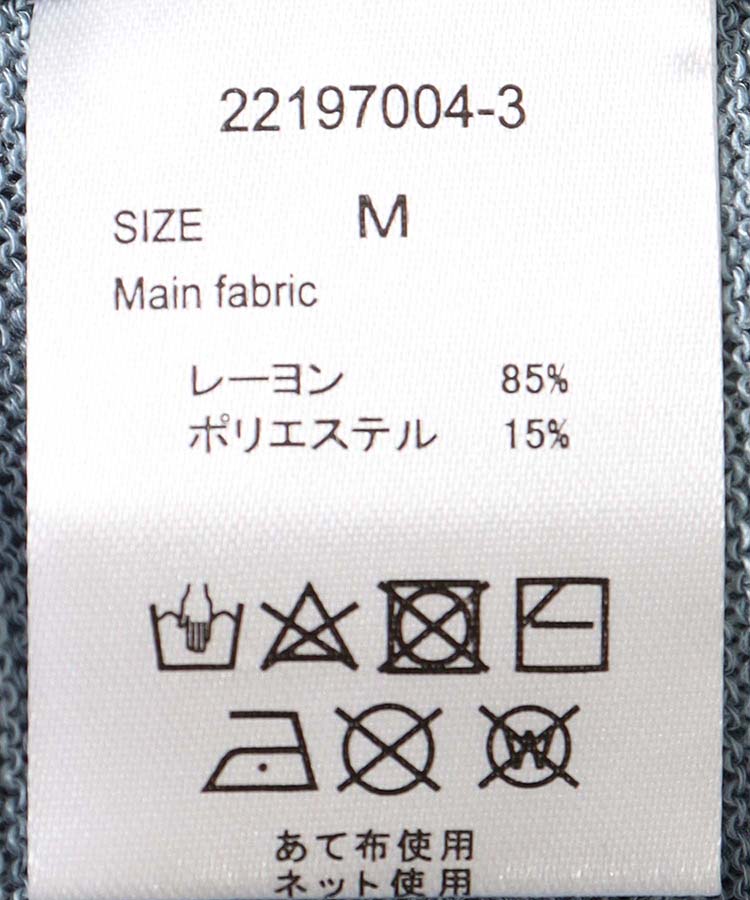 22197004-3
SIZE M
Main fabric
レーヨン 85%
ポリエステル 15%
W
あて布使用
ネット使用